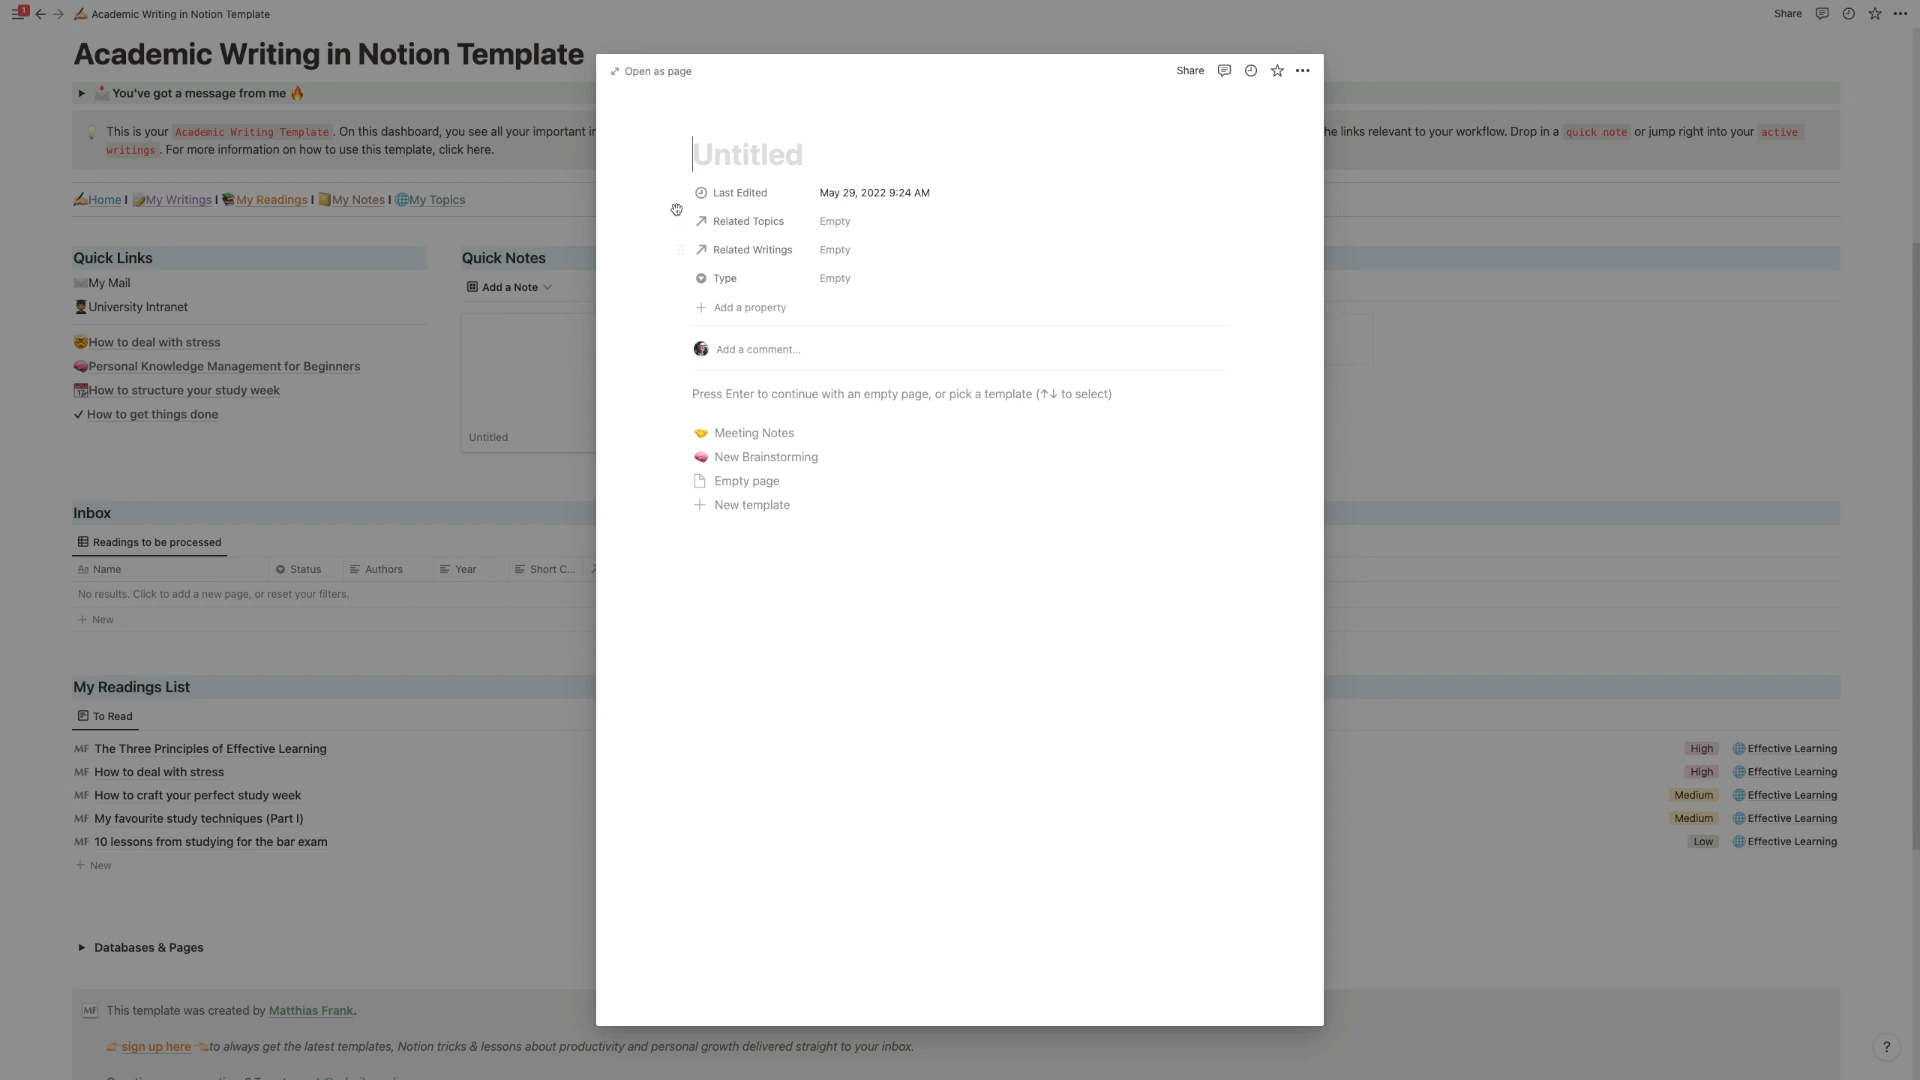 1
Academic Writing in Notion Template
Share
Academic Writing in Notion Template
You've got a message from me
This is your Academic Writing Template. On this dashboard, you see all your important in
he links relevant to your workflow. Drop in a quick note or jump right into your active
writings. For more information on how to use this template, click here.
Home I My Writings I My Readings I My Notes I My Topics
Quick Links
My Mail
University Intranet
How to deal with stress
Personal Knowledge Management for Beginners
How to structure your study week
How to get things done
Quick Notes
Add a Note
Untitled
Inbox
Readings to be processed
Aa Name Status Authors Year Short C...
No results. Click to add a new page, or reset your filters.
+ New
My Readings List
To Read
MF The Three Principles of Effective Learning High Effective Learning
MF How to deal with stress High Effective Learning
MF How to craft your perfect study week Medium Effective Learning
MF My favourite study techniques (Part I) Medium Effective Learning
MF 10 lessons from studying for the bar exam Low Effective Learning
+ New
Databases & Pages
MF This template was created by Matthias Frank.
sign up here to always get the latest templates, Notion tricks & lessons about productivity and personal growth delivered straight to your inbox.
?
Open as page
Share
Untitled
Last Edited May 29, 2022 9:24 AM
Related Topics Empty
Related Writings Empty
Type Empty
+ Add a property
Add a comment...
Press Enter to continue with an empty page, or pick a template (↑↓ to select)
Meeting Notes
New Brainstorming
Empty page
+ New template